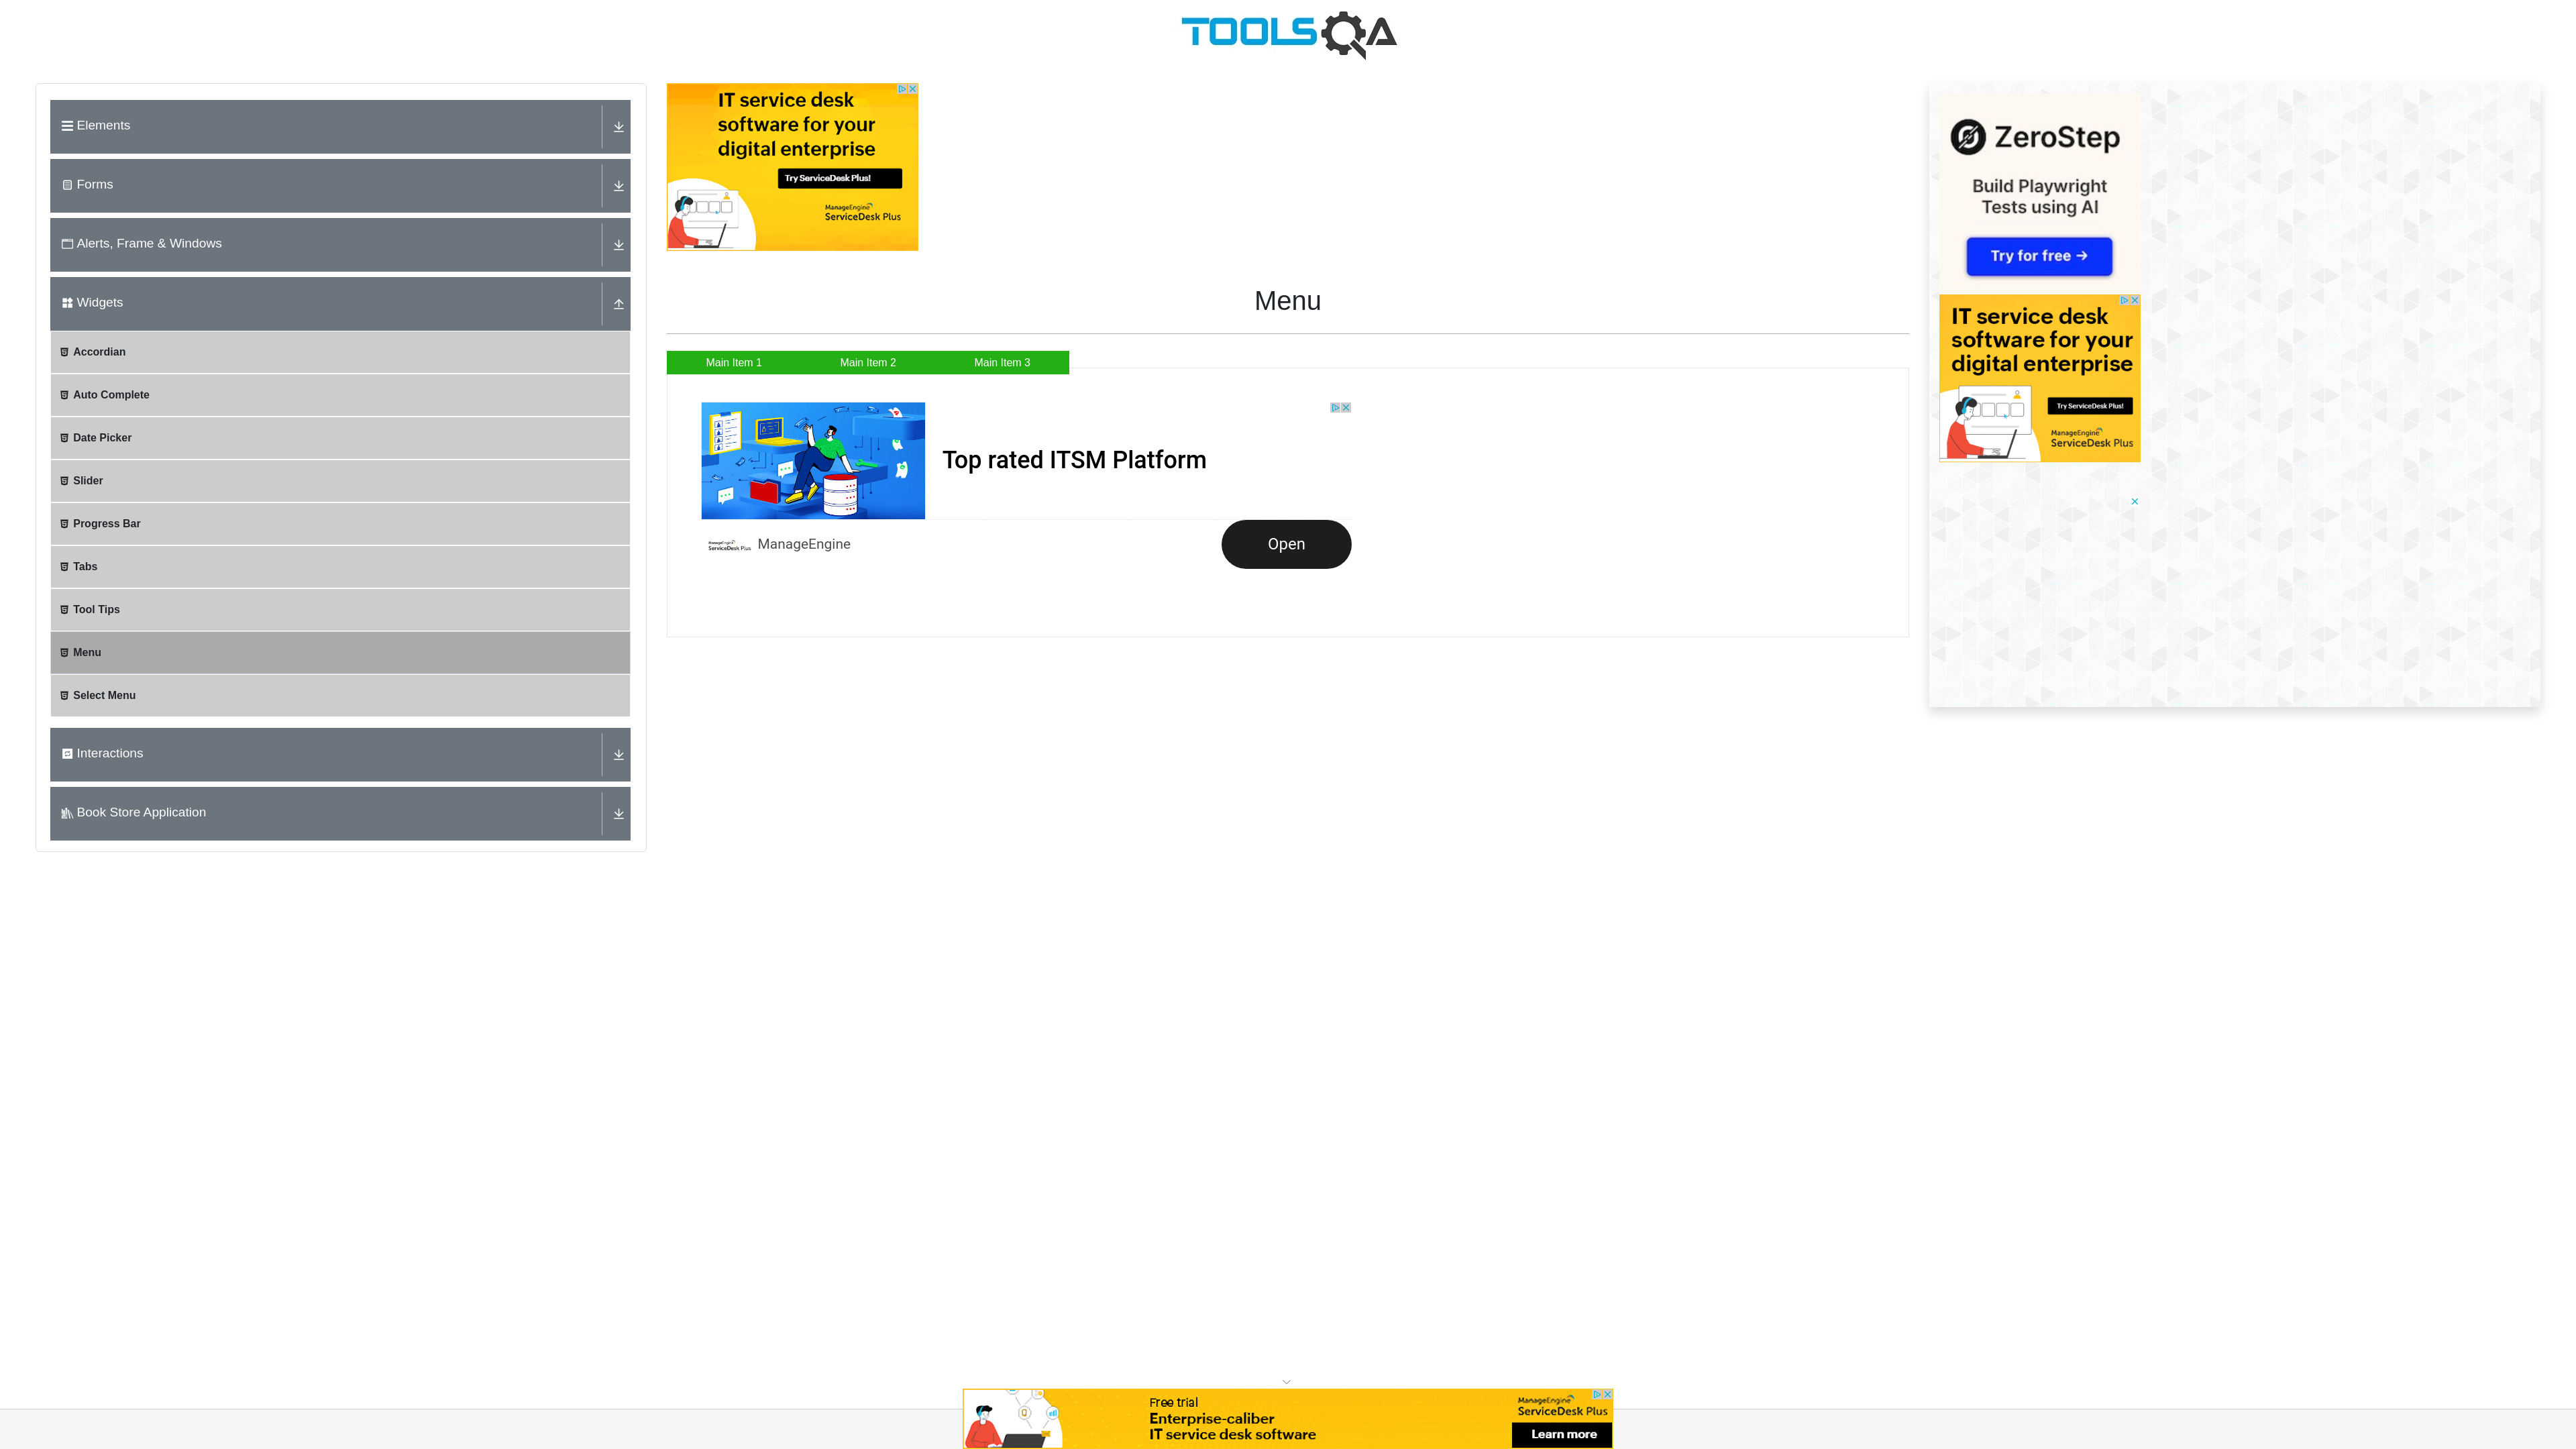 TOOLSQA
Elements
Forms
Alerts, Frame & Windows
Widgets
Accordian
Auto Complete
Date Picker
Slider
Progress Bar
Tabs
Tool Tips
Menu
Select Menu
Interactions
Book Store Application
IT service desk
software for your
digital enterprise
Try ServiceDesk Plus!
ManageEngine
ServiceDesk Plus
Menu
Main Item 1
Main Item 2
Main Item 3
Top rated ITSM Platform
ManageEngine
ServiceDesk Plus
ManageEngine
Open
ZeroStep
Build Playwright
Tests using AI
Try for free →
IT service desk
software for your
digital enterprise
Try ServiceDesk Plus!
ManageEngine
ServiceDesk Plus
Free trial
Enterprise-caliber
IT service desk software
ManageEngine
ServiceDesk Plus
Learn more